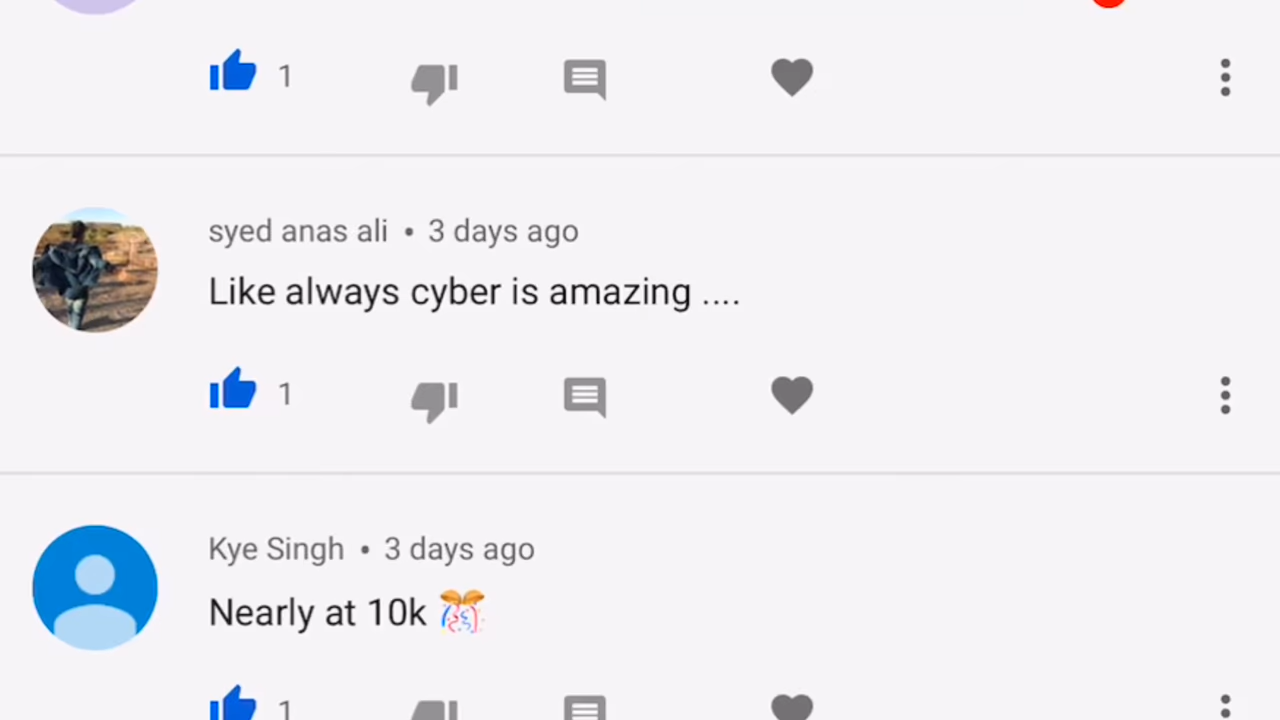 1
syed anas ali • 3 days ago
Like always cyber is amazing ....
1
Kye Singh • 3 days ago
Nearly at 10k 🎊
1